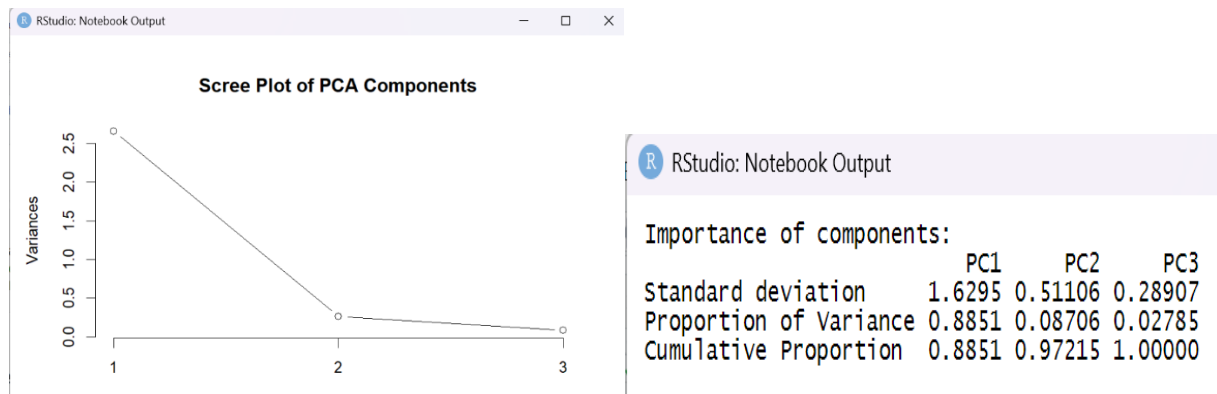 RStudio: Notebook Output
Scree Plot of PCA Components
Variances
2.5
2.0
1.5
1.0
0.5
0.0
1 2 3
R RStudio: Notebook Output
Importance of components:
PC1 PC2 PC3
Standard deviation 1.6295 0.51106 0.28907
Proportion of Variance 0.8851 0.08706 0.02785
Cumulative Proportion 0.8851 0.97215 1.00000